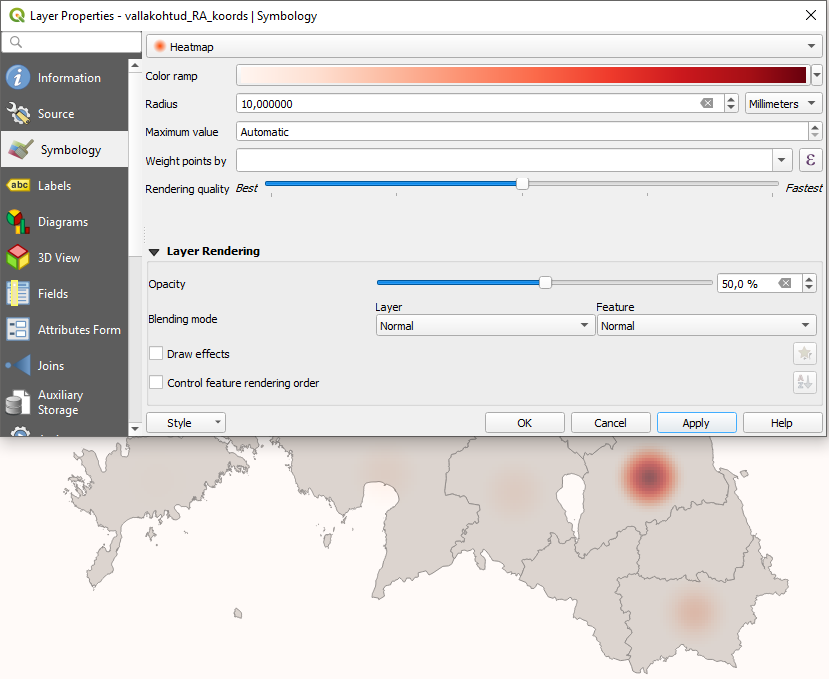 Layer Properties - vallakohtud_RA_koords | Symbology
Heatmap
Information
Color ramp
Source
Radius
10,000000
Millimeters
Maximum value
Automatic
Symbology
Weight points by
ε
abc
Labels
Rendering quality
Best
Fastest
Diagrams
Layer Rendering
3D View
Opacity
50,0 %
Fields
Layer
Feature
Blending mode
Normal
Normal
Attributes Form
Draw effects
Joins
Control feature rendering order
Auxiliary
Storage
Style
OK
Cancel
Apply
Help